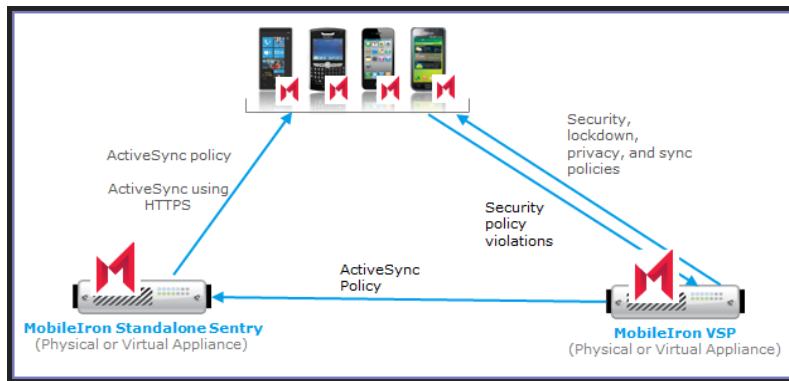 ActiveSync policy
ActiveSync using
HTTPS
Security,
lockdown,
privacy, and sync
policies
Security
policy
violations
ActiveSync
Policy
MobileIron Standalone Sentry
(Physical or Virtual Appliance)
MobileIron VSP
(Physical or Virtual Appliance)